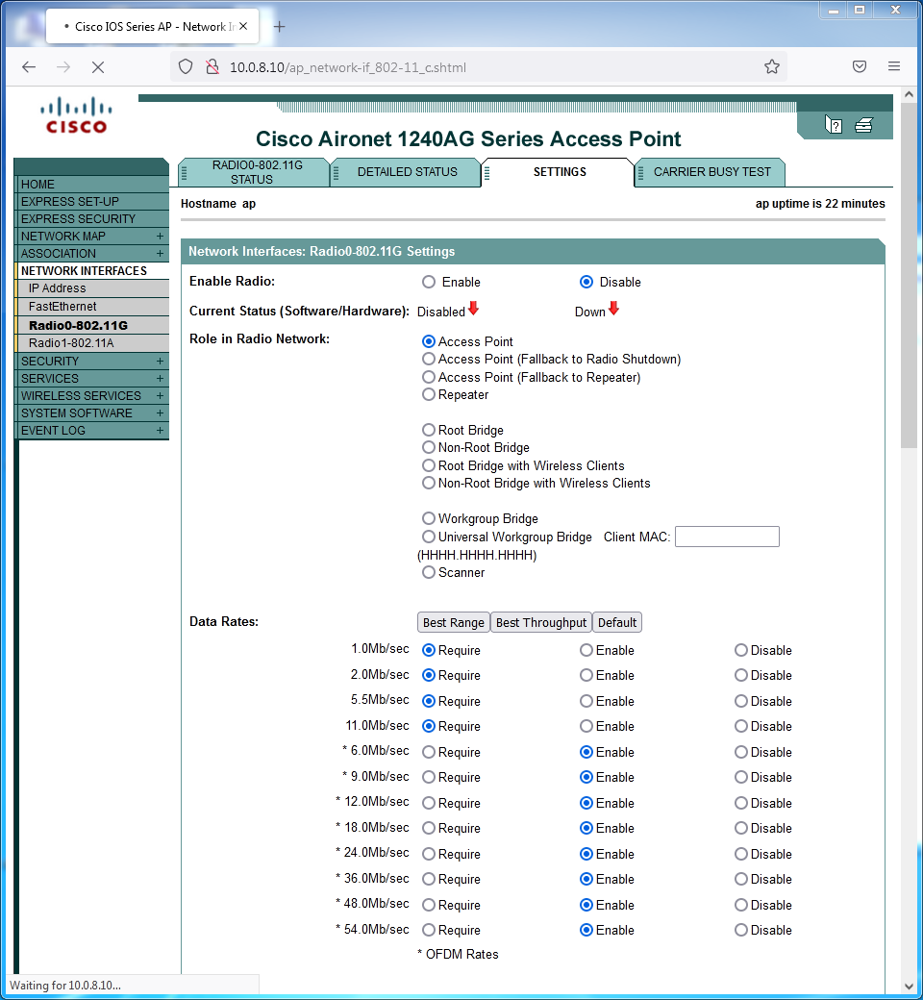 Cisco IOS Series AP - Network In
10.0.8.10/ap_network-if_802-11_c.shtml
CISCO
Cisco Aironet 1240AG Series Access Point
RADIO0-802.11G STATUS
DETAILED STATUS
SETTINGS
CARRIER BUSY TEST
HOME
EXPRESS SET-UP
EXPRESS SECURITY
NETWORK MAP +
ASSOCIATION +
NETWORK INTERFACES
IP Address
FastEthernet
Radio0-802.11G
Radio1-802.11A
SECURITY +
SERVICES +
WIRELESS SERVICES +
SYSTEM SOFTWARE +
EVENT LOG +
Hostname ap
ap uptime is 22 minutes
Network Interfaces: Radio0-802.11G Settings
Enable Radio: Enable Disable
Current Status (Software/Hardware): Disabled Down
Role in Radio Network: Access Point
Access Point (Fallback to Radio Shutdown)
Access Point (Fallback to Repeater)
Repeater
Root Bridge
Non-Root Bridge
Root Bridge with Wireless Clients
Non-Root Bridge with Wireless Clients
Workgroup Bridge
Universal Workgroup Bridge Client MAC:
(HHHH.HHHH.HHHH)
Scanner
Data Rates: Best Range Best Throughput Default
1.0Mb/sec Require Enable Disable
2.0Mb/sec Require Enable Disable
5.5Mb/sec Require Enable Disable
11.0Mb/sec Require Enable Disable
* 6.0Mb/sec Require Enable Disable
* 9.0Mb/sec Require Enable Disable
* 12.0Mb/sec Require Enable Disable
* 18.0Mb/sec Require Enable Disable
* 24.0Mb/sec Require Enable Disable
* 36.0Mb/sec Require Enable Disable
* 48.0Mb/sec Require Enable Disable
* 54.0Mb/sec Require Enable Disable
* OFDM Rates
Waiting for 10.0.8.10...